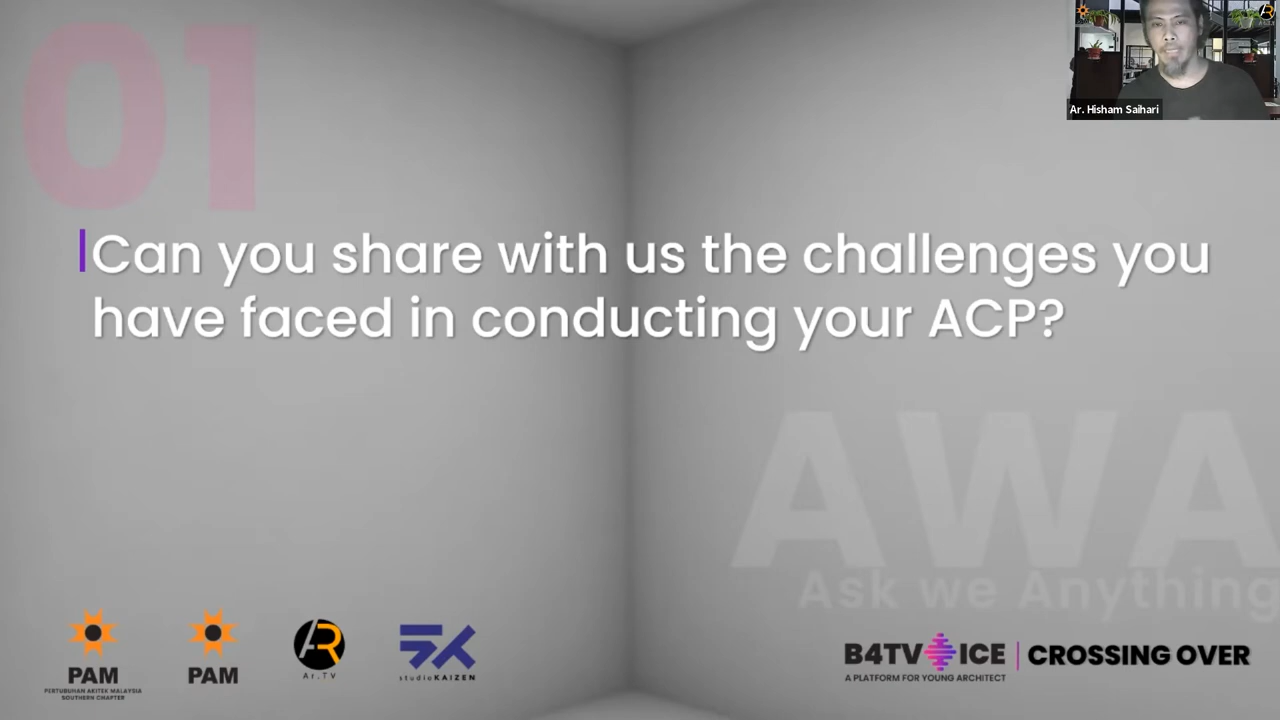 01
Ar. Hisham Saihari
Can you share with us the challenges you
have faced in conducting your ACP?
AWA
Ask we Anything
PAM
PERTUBUHAN AKITEK MALAYSIA
SOUTHERN CHAPTER
PAM
AR
Ar.TV
studioKAIZEN
B4TV ICE | CROSSING OVER
A PLATFORM FOR YOUNG ARCHITECT